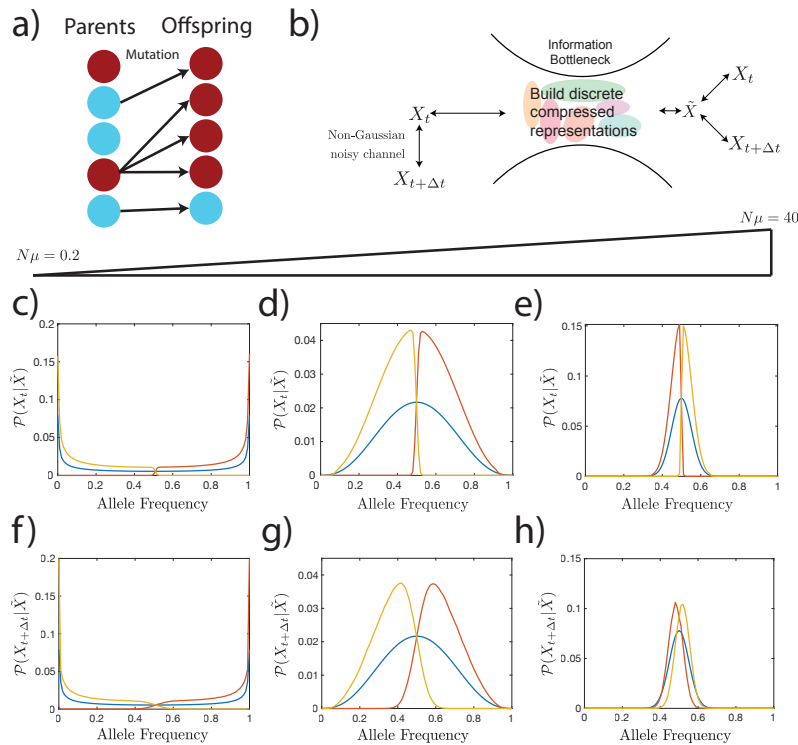 a)
Parents
Offspring
Mutation
b)
Information
Bottleneck
Build discrete
compressed
representations
X_t
Non-Gaussian
noisy channel
X_{t+Δt}
X̃
X_t
X_{t+Δt}
Nμ = 0.2
Nμ = 40
c)
0.2
0.15
0.1
0.05
0
0 0.2 0.4 0.6 0.8 1
P(X_t|X̃)
Allele Frequency
d)
0.04
0.03
0.02
0.01
0
0 0.2 0.4 0.6 0.8 1
P(X_t|X̃)
Allele Frequency
e)
0.15
0.1
0.05
0
0 0.2 0.4 0.6 0.8 1
P(X_t|X̃)
Allele Frequency
f)
0.2
0.15
0.1
0.05
0
0 0.2 0.4 0.6 0.8 1
P(X_{t+Δt}|X̃)
Allele Frequency
g)
0.04
0.03
0.02
0.01
0
0 0.2 0.4 0.6 0.8 1
P(X_{t+Δt}|X̃)
Allele Frequency
h)
0.15
0.1
0.05
0
0 0.2 0.4 0.6 0.8 1
P(X_{t+Δt}|X̃)
Allele Frequency